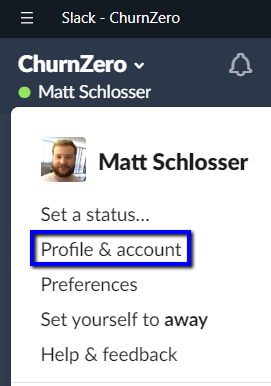 Slack - ChurnZero
ChurnZero
Matt Schlosser
Matt Schlosser
Set a status...
Profile & account
Preferences
Set yourself to away
Help & feedback